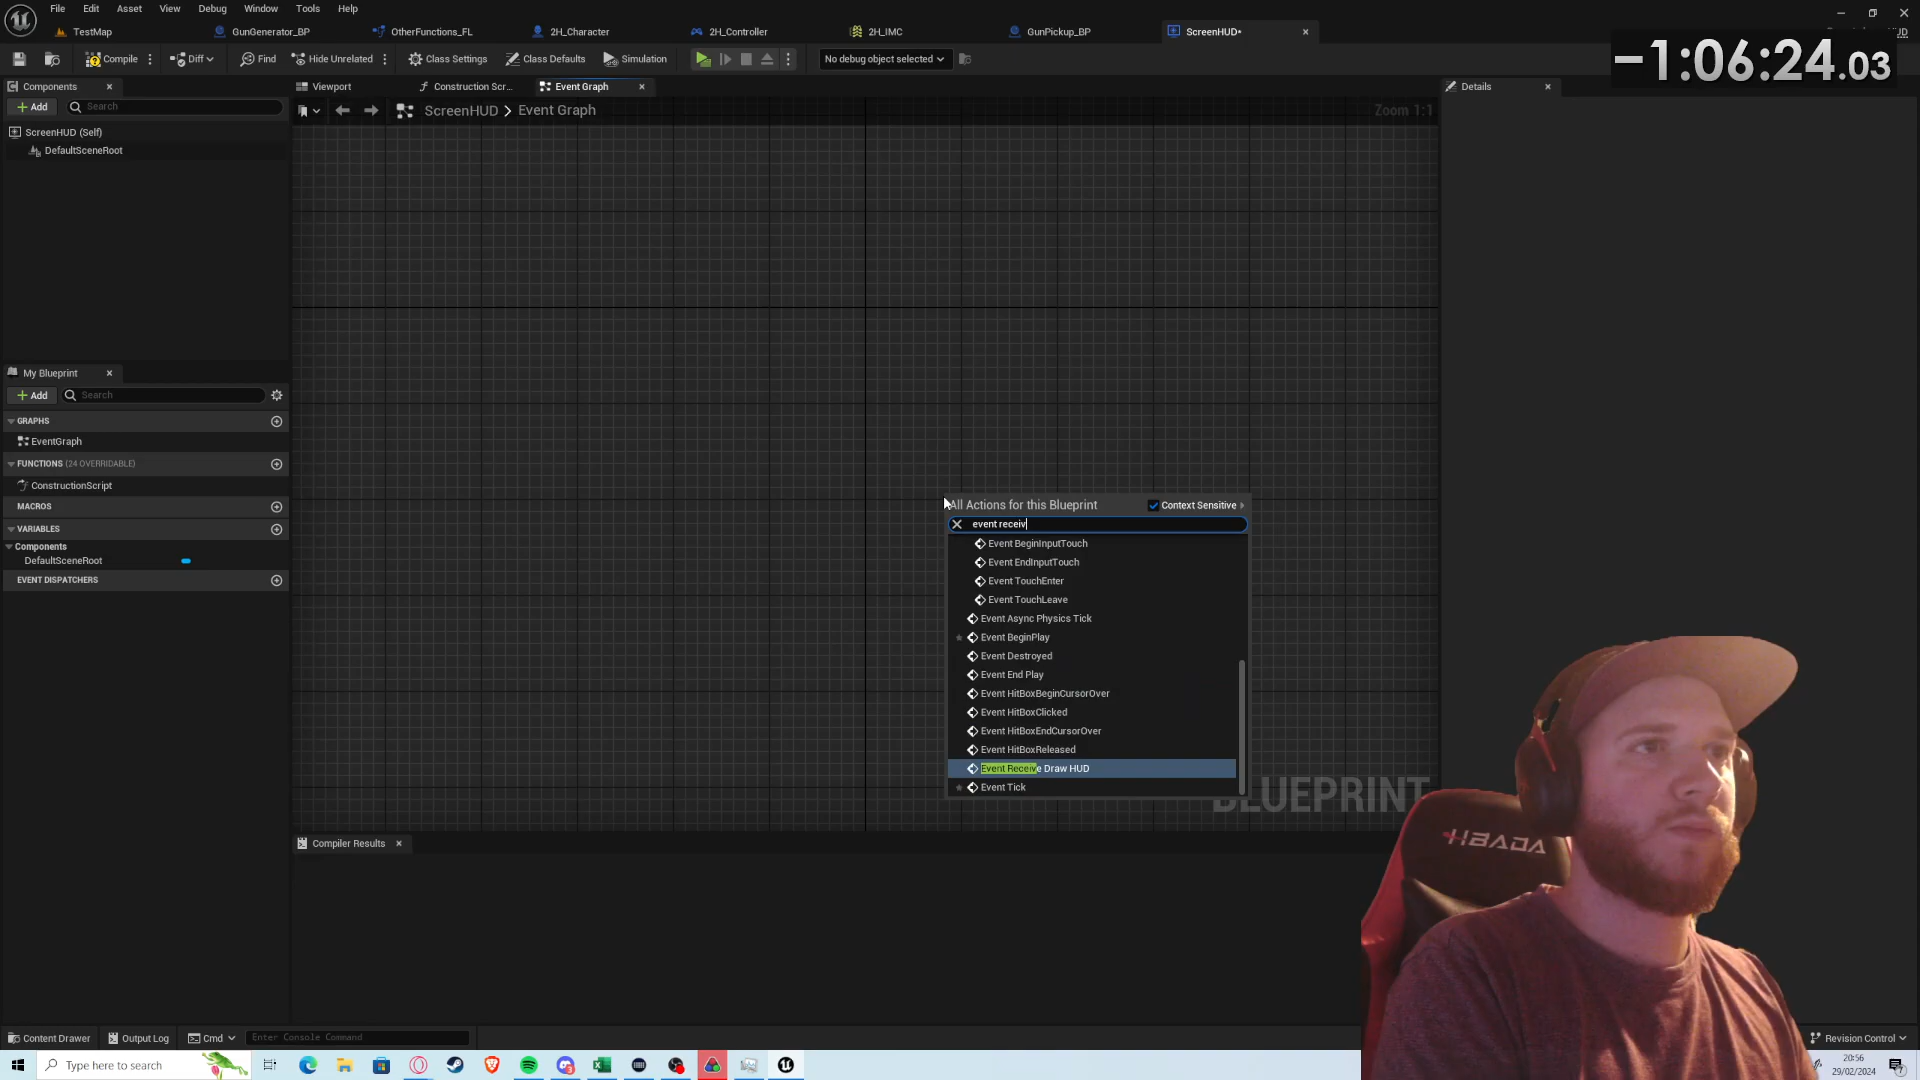 File Edit Asset View Debug Window Tools Help
TestMap GunGenerator_BP OtherFunctions_FL 2H_Character 2H_Controller 2H_IMC GunPickup_BP ScreenHUD*
-1:06:24.03
Compile Diff Find Hide Unrelated Class Settings Class Defaults Simulation No debug object selected
Components Viewport Construction Scr... Event Graph Details
Add Search ScreenHUD > Event Graph Zoom 1:1
ScreenHUD (Self)
DefaultSceneRoot
My Blueprint
Add Search
GRAPHS
EventGraph
FUNCTIONS (24 OVERRIDABLE)
ConstructionScript
MACROS
VARIABLES
Components
DefaultSceneRoot
EVENT DISPATCHERS
All Actions for this Blueprint Context Sensitive
event receiv
Event BeginInputTouch
Event EndInputTouch
Event TouchEnter
Event TouchLeave
Event Async Physics Tick
Event BeginPlay
Event Destroyed
Event End Play
Event HitBoxBeginCursorOver
Event HitBoxClicked
Event HitBoxEndCursorOver
Event HitBoxReleased
Event Receive Draw HUD
Event Tick
BLUEPRINT
Compiler Results
HBADA
Content Drawer Output Log Cmd Enter Console Command Revision Control
Type here to search
20:56
29/02/2024